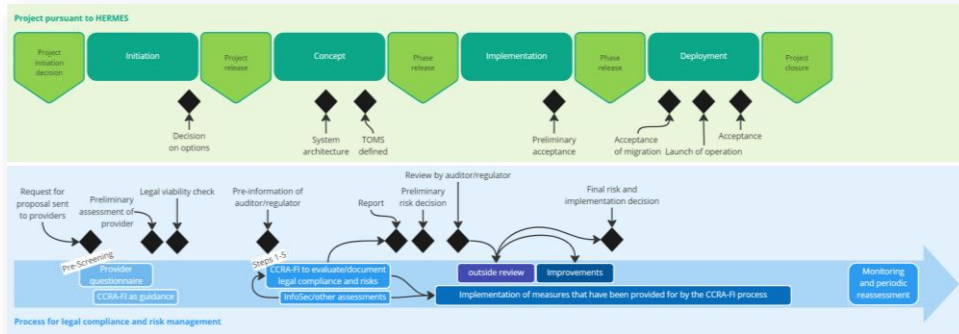 Project pursuant to HERMES
Project
initiation
decision
Initiation
Project
release
Concept
Phase
release
Implementation
Phase
release
Deployment
Project
closure
Decision
on options
System
architecture
TOMS
defined
Preliminary
acceptance
Acceptance
of migration
Launch of operation
Acceptance
Request for
proposal sent
to providers
Preliminary
assessment of
provider
Legal viability check
Pre-information of
auditor/regulator
Report
Preliminary
risk decision
Review by auditor/regulator
Final risk and
implementation decision
Pre-Screening
Provider
questionnaire
CCRA-FI as guidance
Steps 1-5
CCRA-FI to evaluate/document
legal compliance and risks
InfoSec/other assessments
outside review
Improvements
Implementation of measures that have been provided for by the CCRA-FI process
Monitoring
and periodic
reassessment
Process for legal compliance and risk management